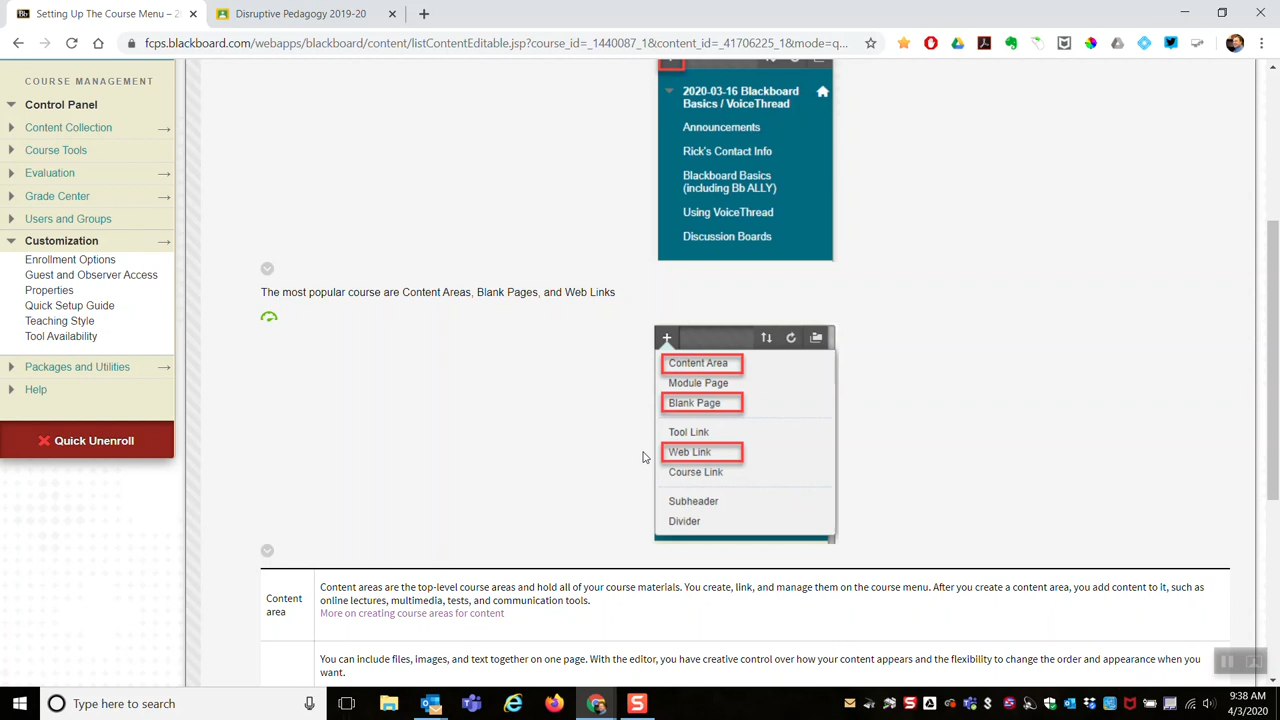 Setting Up The Course Menu – 2
Disruptive Pedagogy 2019-20
fcps.blackboard.com/webapps/blackboard/content/listContentEditable.jsp?course_id=_1440087_1&content_id=_41706225_1&mode=q...
COURSE MANAGEMENT
Control Panel
Content Collection
Course Tools
Evaluation
Grade Center
Users and Groups
Customization
Enrollment Options
Guest and Observer Access
Properties
Quick Setup Guide
Teaching Style
Tool Availability
Packages and Utilities
Help
Quick Unenroll
2020-03-16 Blackboard
Basics / VoiceThread
Announcements
Rick's Contact Info
Blackboard Basics
(including Bb ALLY)
Using VoiceThread
Discussion Boards
The most popular course are Content Areas, Blank Pages, and Web Links
Content Area
Module Page
Blank Page
Tool Link
Web Link
Course Link
Subheader
Divider
Content
area
Content areas are the top-level course areas and hold all of your course materials. You create, link, and manage them on the course menu. After you create a content area, you add content to it, such as
online lectures, multimedia, tests, and communication tools.
More on creating course areas for content
You can include files, images, and text together on one page. With the editor, you have creative control over how your content appears and the flexibility to change the order and appearance when you
want.
Type here to search
9:38 AM
4/3/2020